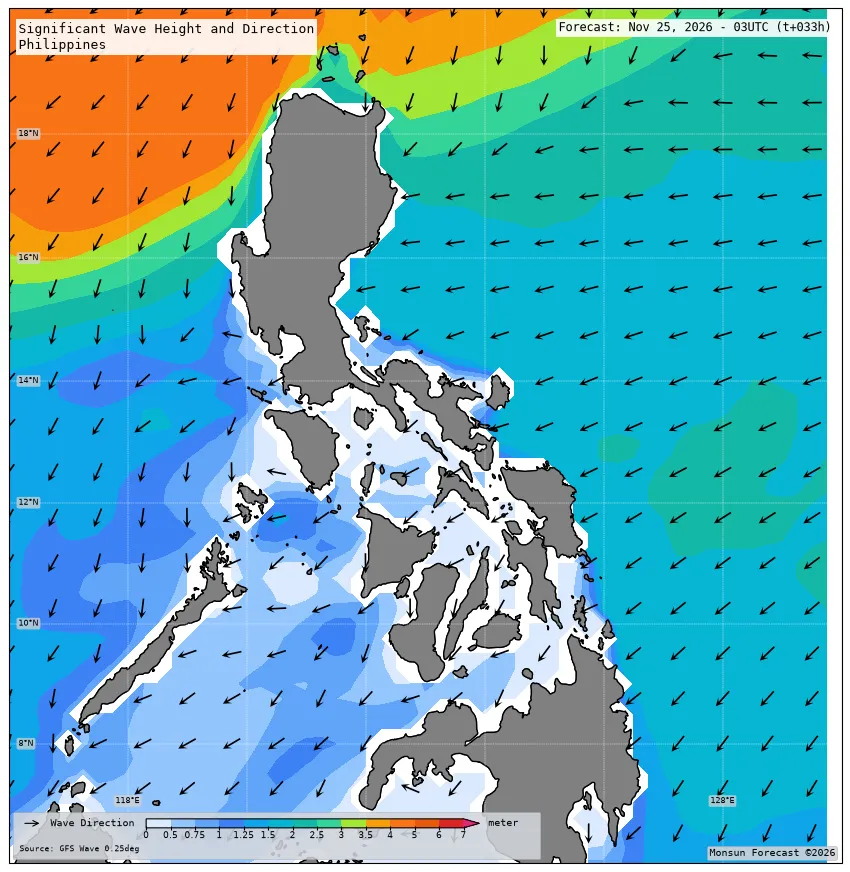 Significant Wave Height and Direction
Philippines
Forecast: Nov 25, 2026 - 03UTC (t+033h)
18°N
16°N
14°N
12°N
10°N
8°N
118°E
128°E
Wave Direction
0 0.5 0.75 1 1.25 1.5 2 2.5 3 3.5 4 5 6 7
meter
Source: GFS Wave 0.25deg
Monsun Forecast ©2026